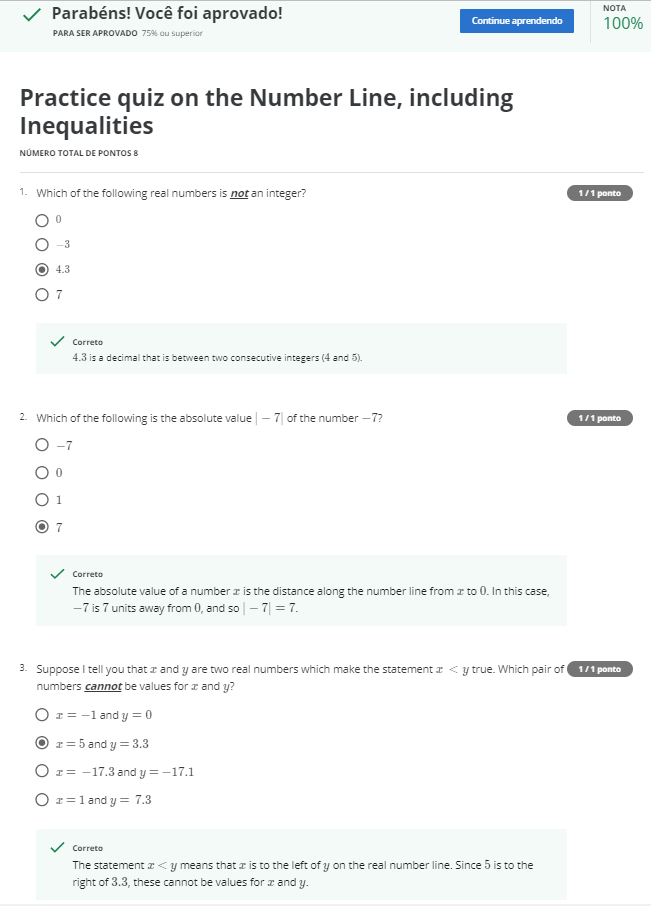 Parabéns! Você foi aprovado!
PARA SER APROVADO 75% ou superior
Continue aprendendo
NOTA
100%
Practice quiz on the Number Line, including
Inequalities
NÚMERO TOTAL DE PONTOS 8
1. Which of the following real numbers is not an integer?
1 / 1 ponto
0
−3
4.3
7
Correto
4.3 is a decimal that is between two consecutive integers (4 and 5).
2. Which of the following is the absolute value | − 7| of the number −7?
1 / 1 ponto
−7
0
1
7
Correto
The absolute value of a number x is the distance along the number line from x to 0. In this case,
−7 is 7 units away from 0, and so | − 7| = 7.
3. Suppose I tell you that x and y are two real numbers which make the statement x < y true. Which pair of
1 / 1 ponto
numbers cannot be values for x and y?
x = −1 and y = 0
x = 5 and y = 3.3
x = −17.3 and y = −17.1
x = 1 and y = 7.3
Correto
The statement x < y means that x is to the left of y on the real number line. Since 5 is to the
right of 3.3, these cannot be values for x and y.